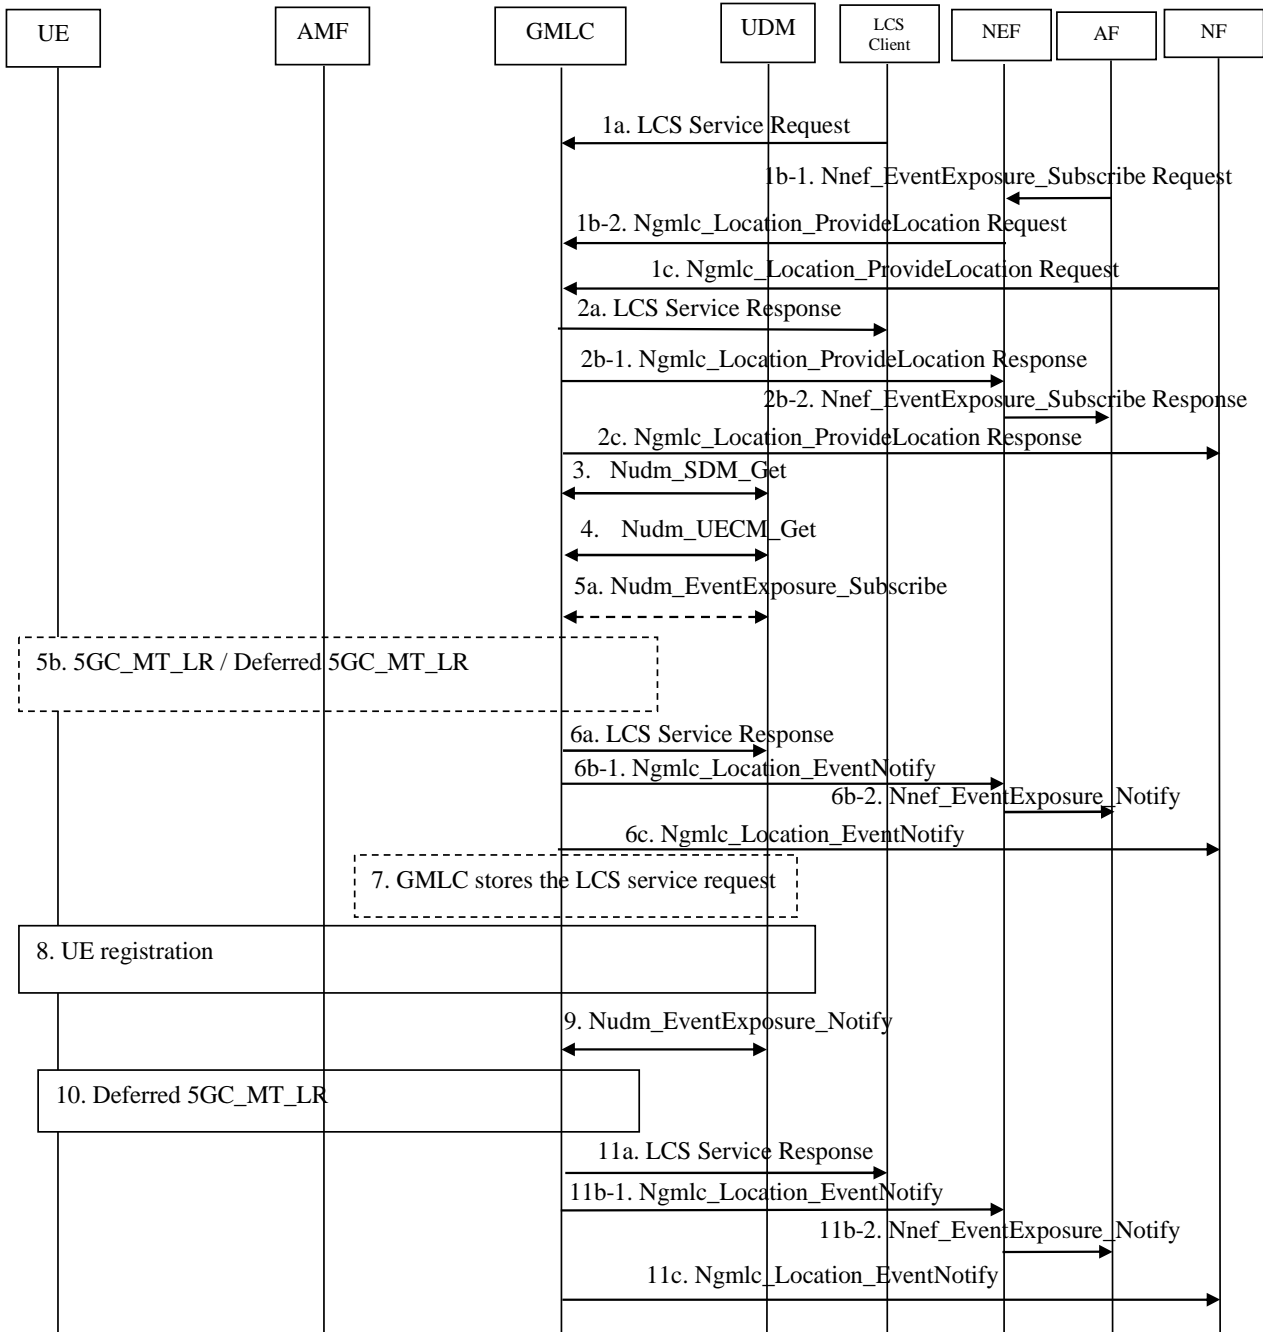 UE
AMF
GMLC
UDM
LCS
Client
NEF
AF
NF
1a. LCS Service Request
1b-1. Nnef_EventExposure_Subscribe Request
1b-2. Ngmlc_Location_ProvideLocation Request
1c. Ngmlc_Location_ProvideLocation Request
2a. LCS Service Response
2b-1. Ngmlc_Location_ProvideLocation Response
2b-2. Nnef_EventExposure_Subscribe Response
2c. Ngmlc_Location_ProvideLocation Response
3. Nudm_SDM_Get
4. Nudm_UECM_Get
5a. Nudm_EventExposure_Subscribe
5b. 5GC_MT_LR / Deferred 5GC_MT_LR
6a. LCS Service Response
6b-1. Ngmlc_Location_EventNotify
6b-2. Nnef_EventExposure_Notify
6c. Ngmlc_Location_EventNotify
7. GMLC stores the LCS service request
8. UE registration
9. Nudm_EventExposure_Notify
10. Deferred 5GC_MT_LR
11a. LCS Service Response
11b-1. Ngmlc_Location_EventNotify
11b-2. Nnef_EventExposure_Notify
11c. Ngmlc_Location_EventNotify